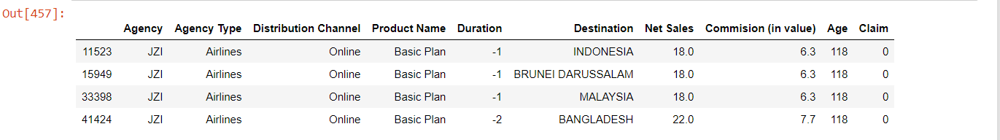 Out[457]:
Agency Agency Type Distribution Channel Product Name Duration Destination Net Sales Commision (in value) Age Claim
11523 JZI Airlines Online Basic Plan -1 INDONESIA 18.0 6.3 118 0
15949 JZI Airlines Online Basic Plan -1 BRUNEI DARUSSALAM 18.0 6.3 118 0
33398 JZI Airlines Online Basic Plan -1 MALAYSIA 18.0 6.3 118 0
41424 JZI Airlines Online Basic Plan -2 BANGLADESH 22.0 7.7 118 0